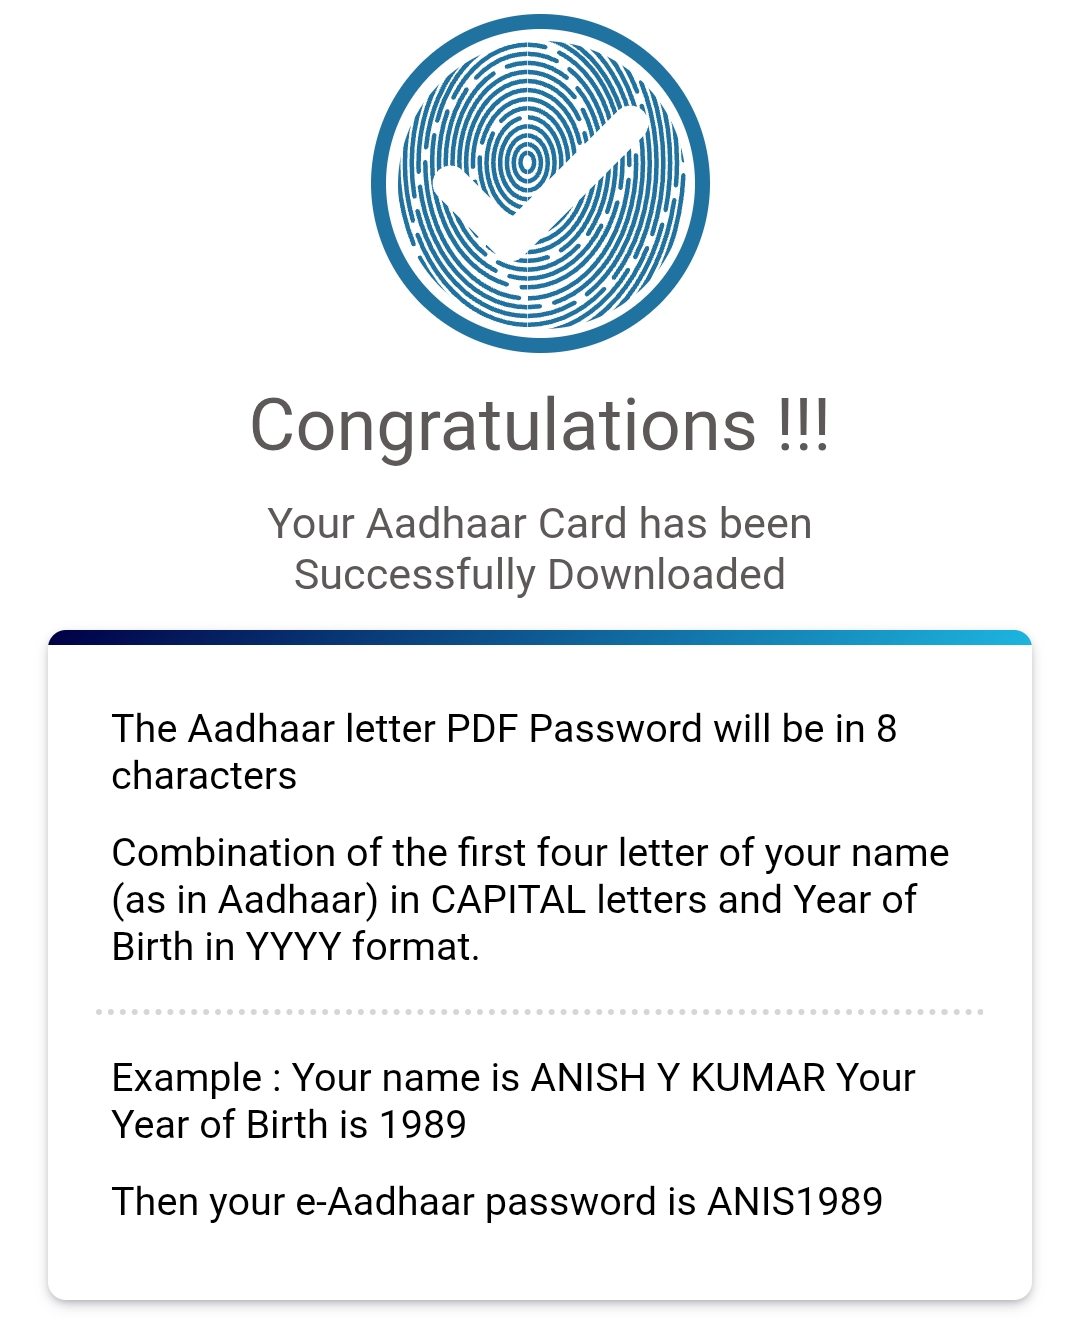 Congratulations !!!
Your Aadhaar Card has been
Successfully Downloaded
The Aadhaar letter PDF Password will be in 8
characters
Combination of the first four letter of your name
(as in Aadhaar) in CAPITAL letters and Year of
Birth in YYYY format.
Example : Your name is ANISH Y KUMAR Your
Year of Birth is 1989
Then your e-Aadhaar password is ANIS1989